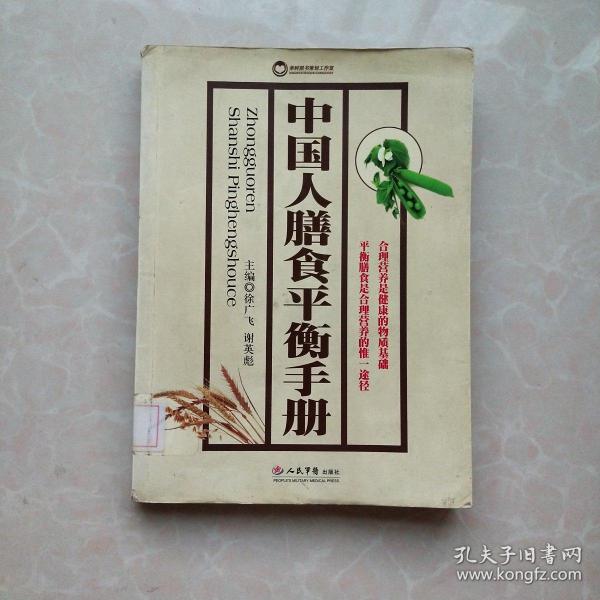 中国人膳食平衡手册
Zhongguoren
Shanshi Pinghengshouce
主编◎徐广飞 谢英彪
合理营养是健康的物质基础
平衡膳食是合理营养的惟一途径
人民军医 出版社
PEOPLE'S MILITARY MEDICAL PRESS
孔夫子旧书网
www.kongfz.com